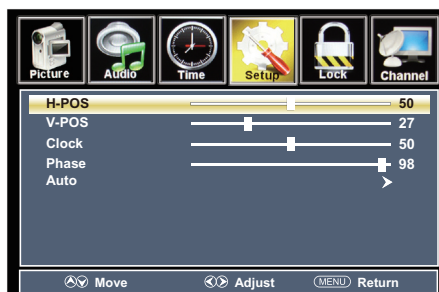 Picture Audio Time Setup Lock Channel
H-POS 50
V-POS 27
Clock 50
Phase 98
Auto
Move Adjust MENU Return